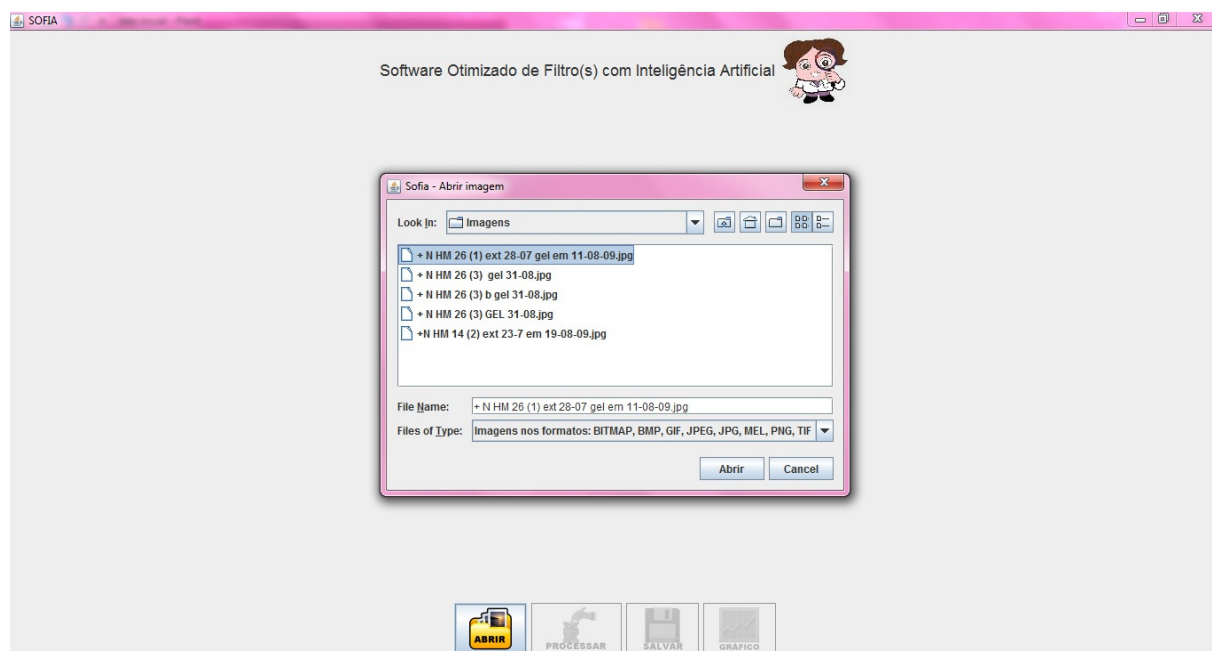 SOFIA
Software Otimizado de Filtro(s) com Inteligência Artificial
Sofia - Abrir imagem
Look In: Imagens
+ N HM 26 (1) ext 28-07 gel em 11-08-09.jpg
+ N HM 26 (3)  gel 31-08.jpg
+ N HM 26 (3) b gel 31-08.jpg
+ N HM 26 (3) GEL 31-08.jpg
+N HM 14 (2) ext 23-7 em 19-08-09.jpg
File Name: + N HM 26 (1) ext 28-07 gel em 11-08-09.jpg
Files of Type: Imagens nos formatos: BITMAP, BMP, GIF, JPEG, JPG, MEL, PNG, TIF
Abrir Cancel
ABRIR PROCESSAR SALVAR GRÁFICO